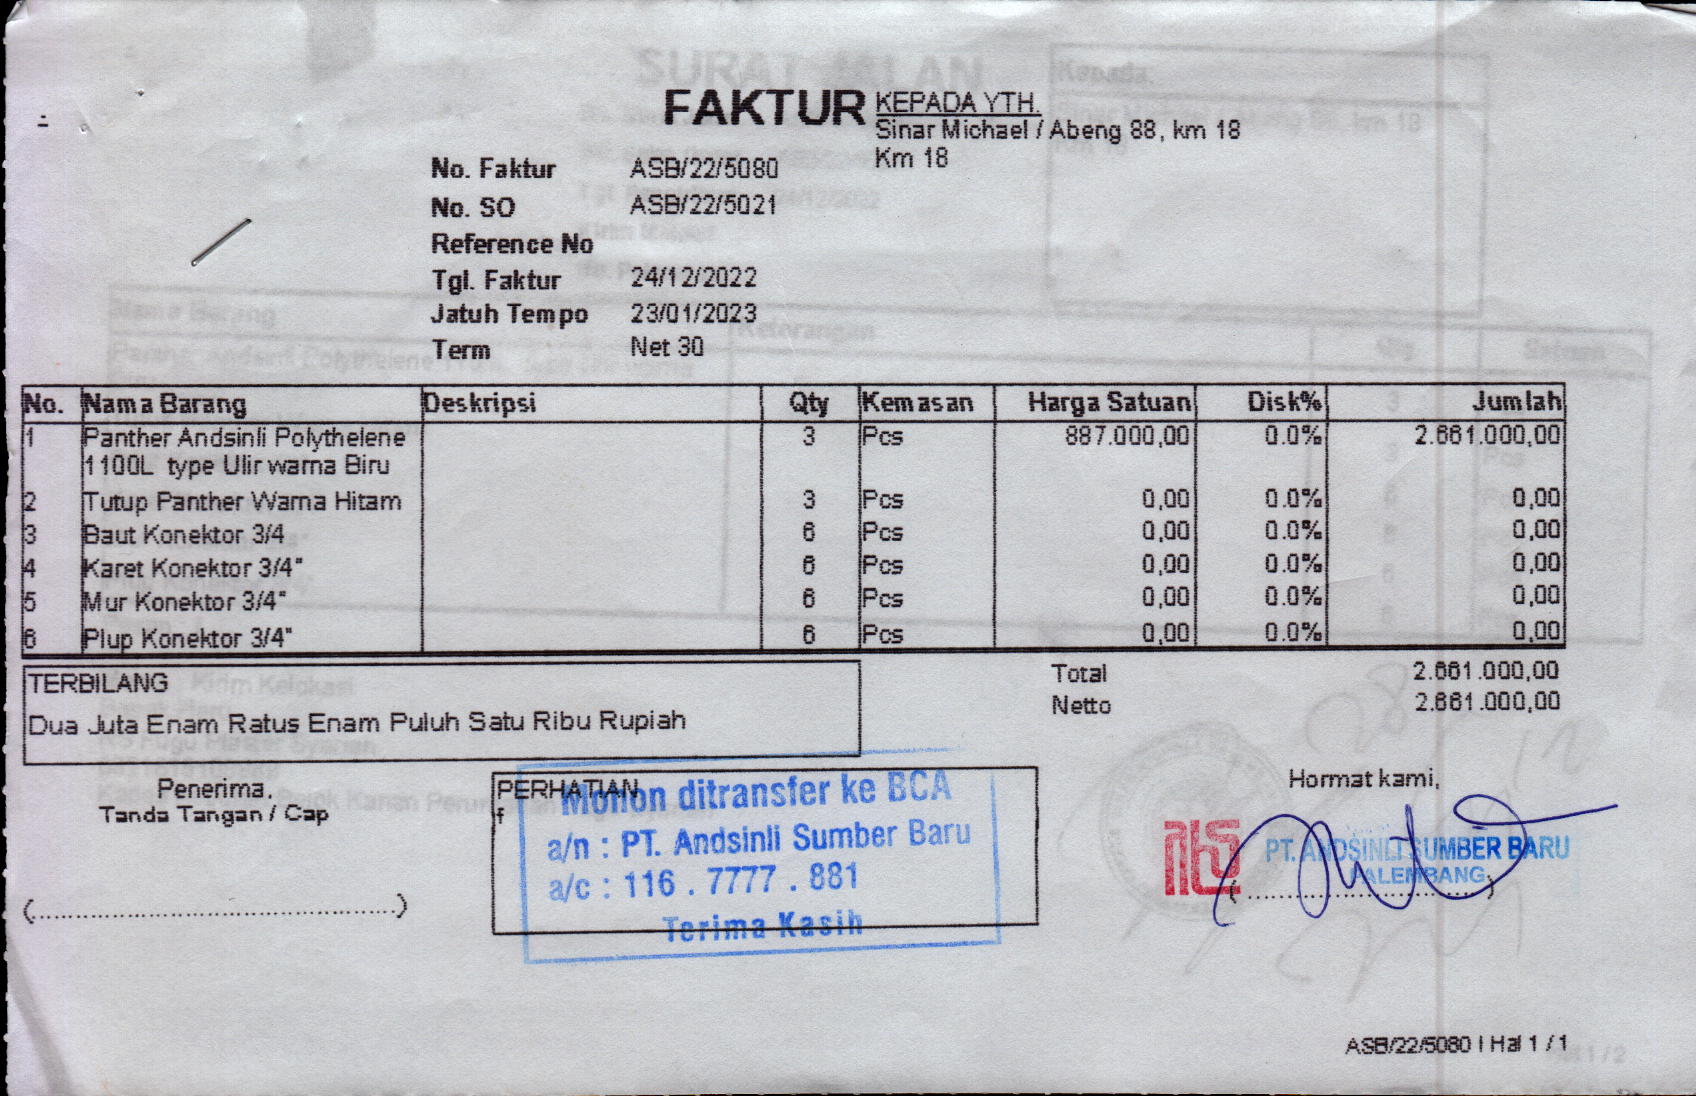 FAKTUR
KEPADA YTH.
Sinar Michael / Abeng 88, km 18
Km 18
No. Faktur ASB/22/5080
No. SO ASB/22/5021
Reference No
Tgl. Faktur 24/12/2022
Jatuh Tempo 23/01/2023
Term Net 30
No. Nama Barang Deskripsi Qty Kemasan Harga Satuan Disk% Jumlah
1 Panther Andsinli Polythelene 3 Pcs 887.000,00 0.0% 2.661.000,00
1100L type Ulir warna Biru
2 Tutup Panther Warna Hitam 3 Pcs 0,00 0.0% 0,00
3 Baut Konektor 3/4 6 Pcs 0,00 0.0% 0,00
4 Karet Konektor 3/4" 6 Pcs 0,00 0.0% 0,00
5 Mur Konektor 3/4" 6 Pcs 0,00 0.0% 0,00
6 Plup Konektor 3/4" 6 Pcs 0,00 0.0% 0,00
Total 2.661.000,00
Netto 2.661.000,00
TERBILANG
Dua Juta Enam Ratus Enam Puluh Satu Ribu Rupiah
Penerima.
Tanda Tangan / Cap
(...)
PERHATIAN
f
Mohon ditransfer ke BCA
a/n : PT. Andsinli Sumber Baru
a/c : 116 . 7777 . 881
Terima Kasih
Hormat kami,
PT. ANDSINLI SUMBER BARU
PALEMBANG
(...)
ASB/22/5080 | Hal 1 / 1